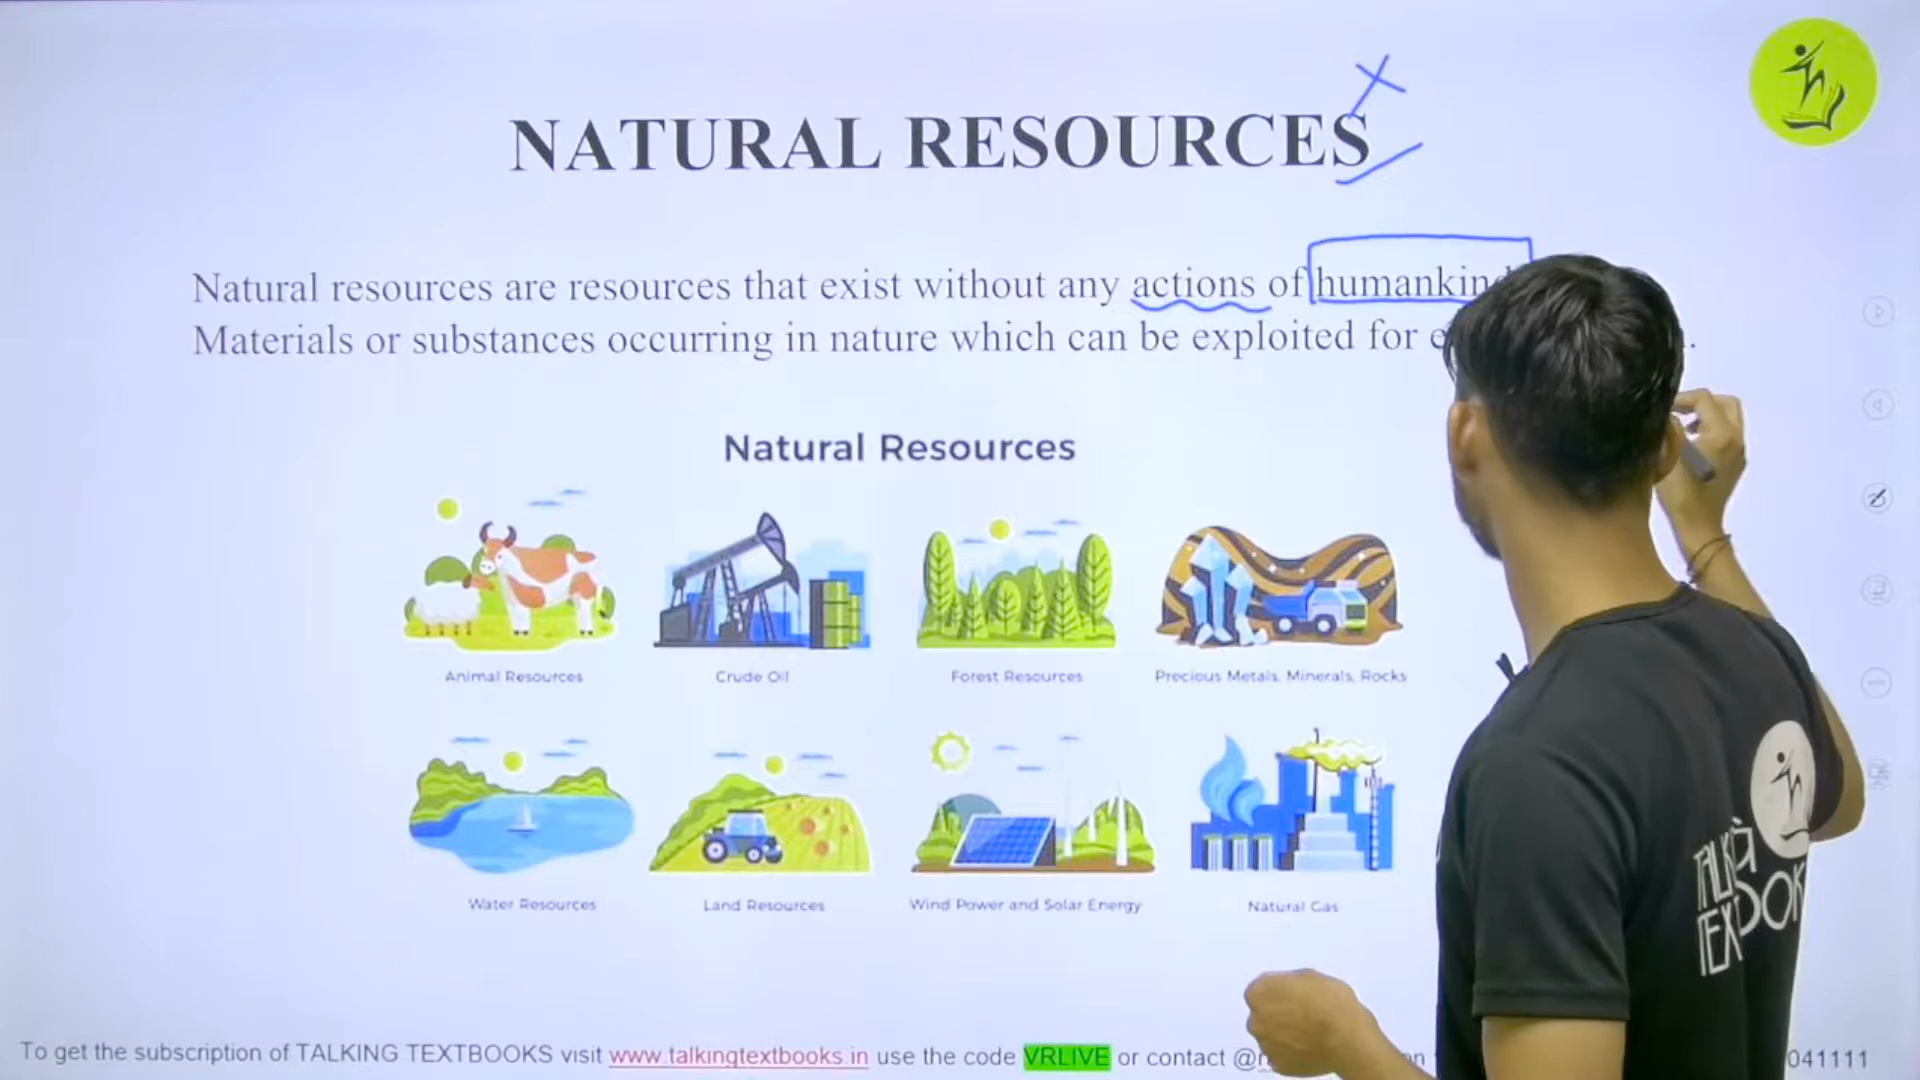 NATURAL RESOURCES
Natural resources are resources that exist without any actions of humankind
Materials or substances occurring in nature which can be exploited for
Natural Resources
Animal Resources
Crude Oil
Forest Resources
Precious Metals, Minerals, Rocks
Water Resources
Land Resources
Wind Power and Solar Energy
Natural Gas
To get the subscription of TALKING TEXTBOOKS visit www.talkingtextbooks.in use the code VRLIVE or contact 041111